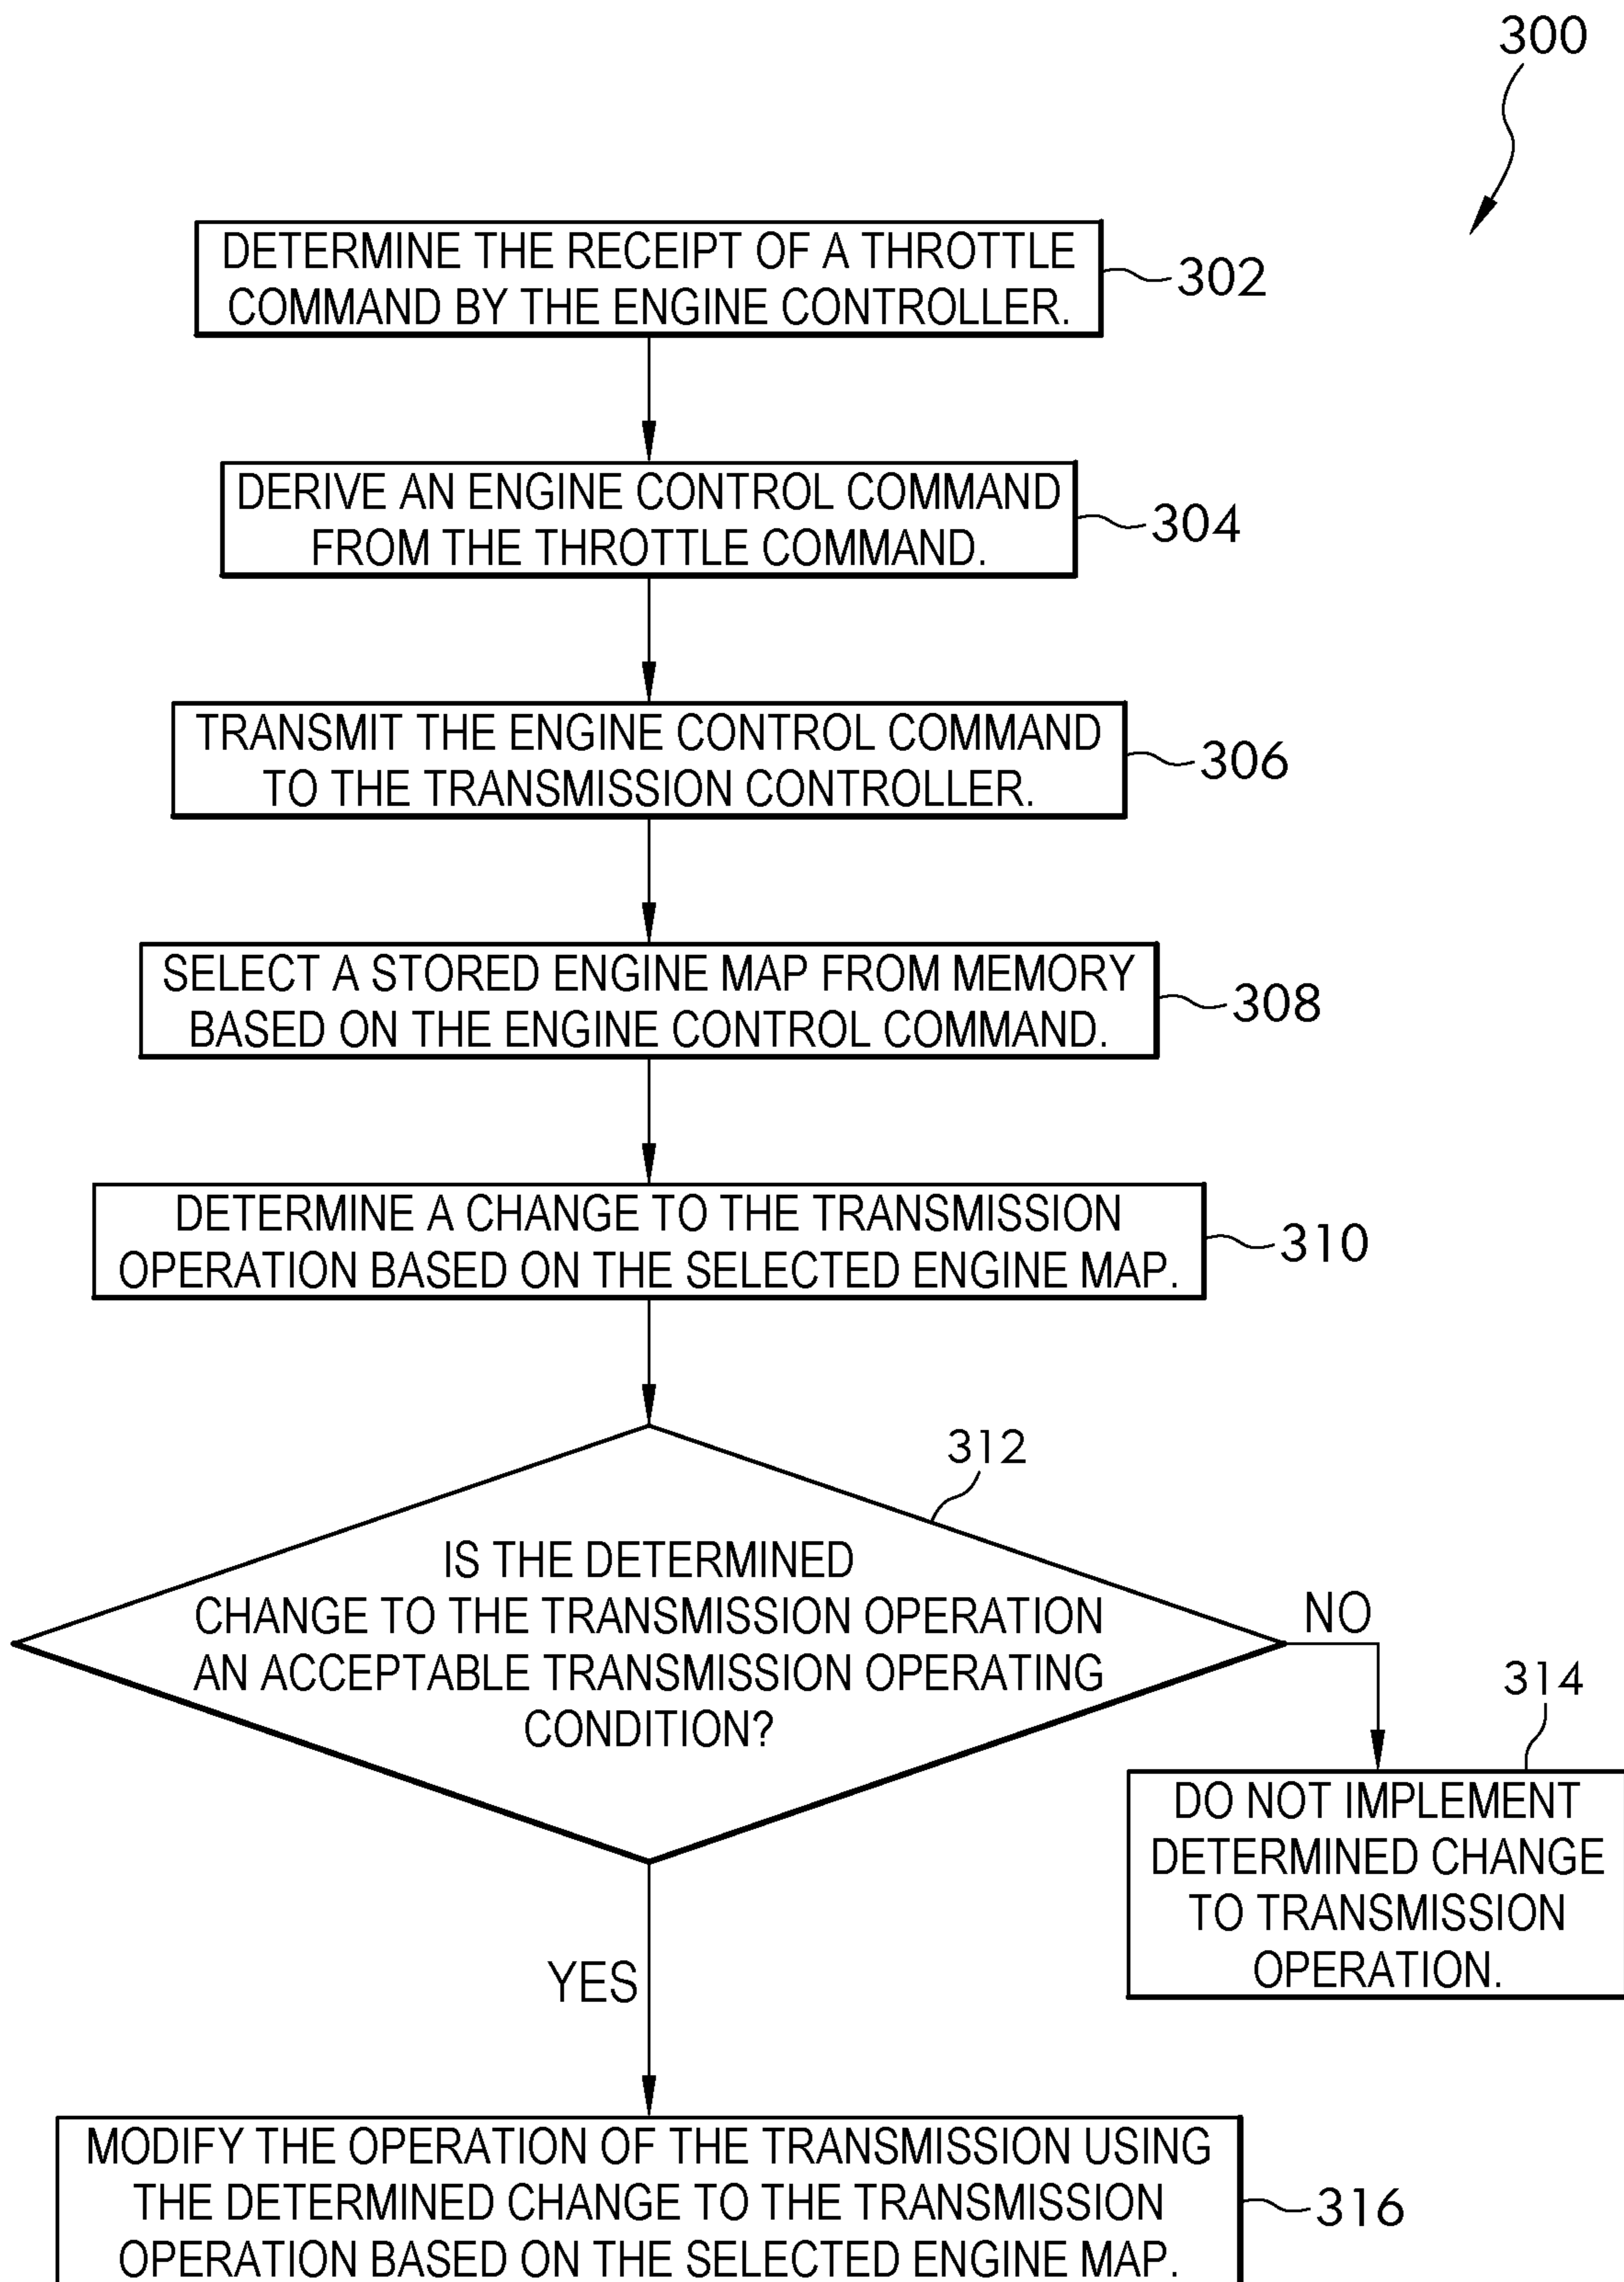 300
DETERMINE THE RECEIPT OF A THROTTLE
COMMAND BY THE ENGINE CONTROLLER.
302
DERIVE AN ENGINE CONTROL COMMAND
FROM THE THROTTLE COMMAND.
304
TRANSMIT THE ENGINE CONTROL COMMAND
TO THE TRANSMISSION CONTROLLER.
306
SELECT A STORED ENGINE MAP FROM MEMORY
BASED ON THE ENGINE CONTROL COMMAND.
308
DETERMINE A CHANGE TO THE TRANSMISSION
OPERATION BASED ON THE SELECTED ENGINE MAP.
310
312
IS THE DETERMINED
CHANGE TO THE TRANSMISSION OPERATION
AN ACCEPTABLE TRANSMISSION OPERATING
CONDITION?
NO
314
DO NOT IMPLEMENT
DETERMINED CHANGE
TO TRANSMISSION
OPERATION.
YES
MODIFY THE OPERATION OF THE TRANSMISSION USING
THE DETERMINED CHANGE TO THE TRANSMISSION
OPERATION BASED ON THE SELECTED ENGINE MAP.
316